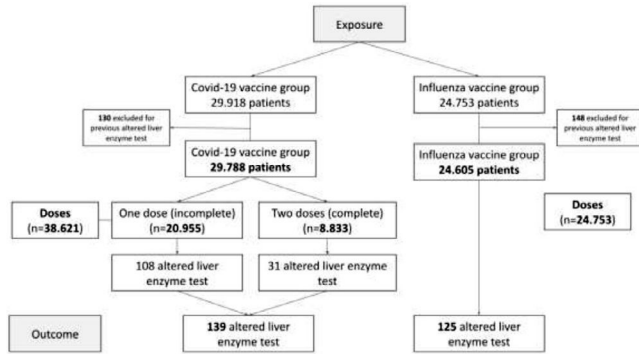 Exposure
Covid-19 vaccine group
29.918 patients
Influenza vaccine group
24.753 patients
130 excluded for
previous altered liver
enzyme test
148 excluded for
previous altered liver
enzyme test
Covid-19 vaccine group
29.788 patients
Influenza vaccine group
24.605 patients
Doses
(n=38.621)
One dose (incomplete)
(n=20.955)
Two doses (complete)
(n=8.833)
Doses
(n=24.753)
108 altered liver
enzyme test
31 altered liver enzyme
test
Outcome
139 altered liver
enzyme test
125 altered liver
enzyme test